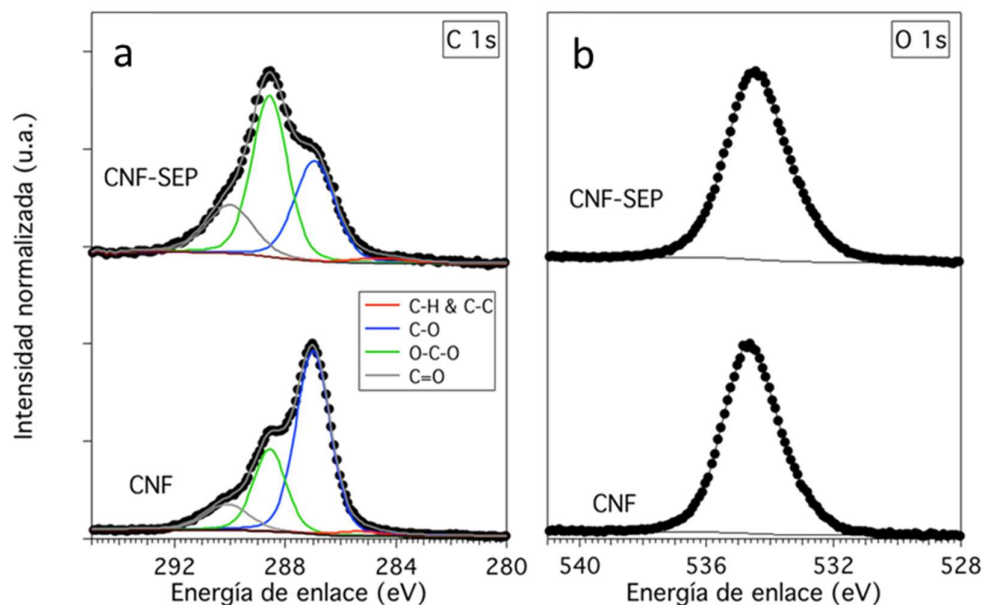 a
C 1s
CNF-SEP
C-H & C-C
C-O
O-C-O
C=O
CNF
Intensidad normalizada (u.a.)
292 288 284 280
Energía de enlace (eV)
b
O 1s
CNF-SEP
CNF
540 536 532 528
Energía de enlace (eV)